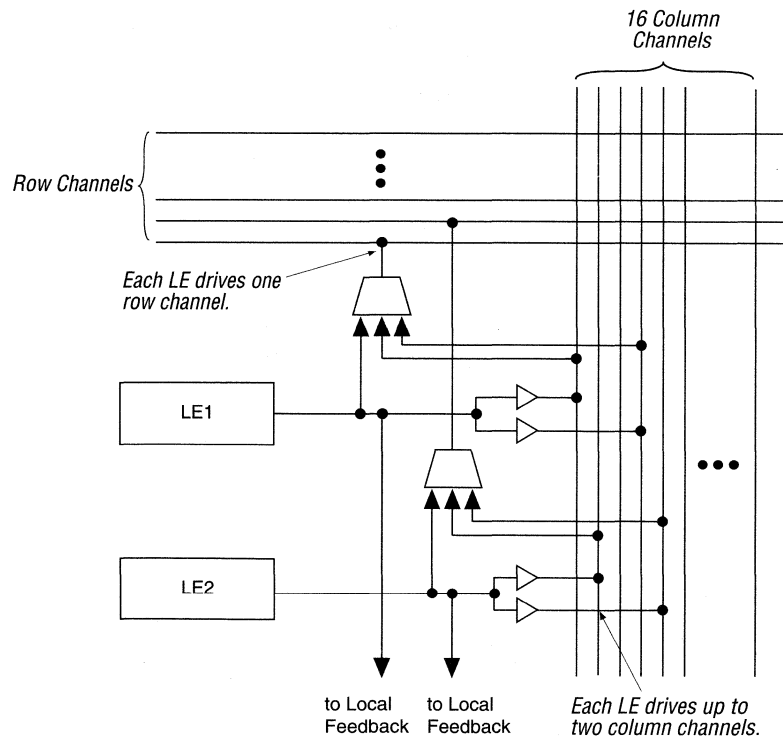 16 Column
Channels
Row Channels
Each LE drives one
row channel.
LE1
LE2
to Local
Feedback
to Local
Feedback
Each LE drives up to
two column channels.